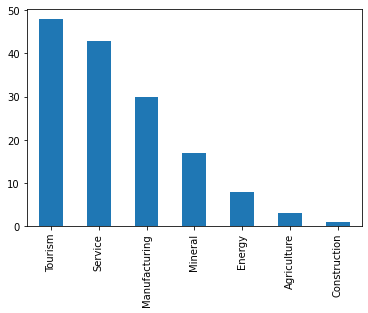 50
40
30
20
10
0
Tourism
Service
Manufacturing
Mineral
Energy
Agriculture
Construction